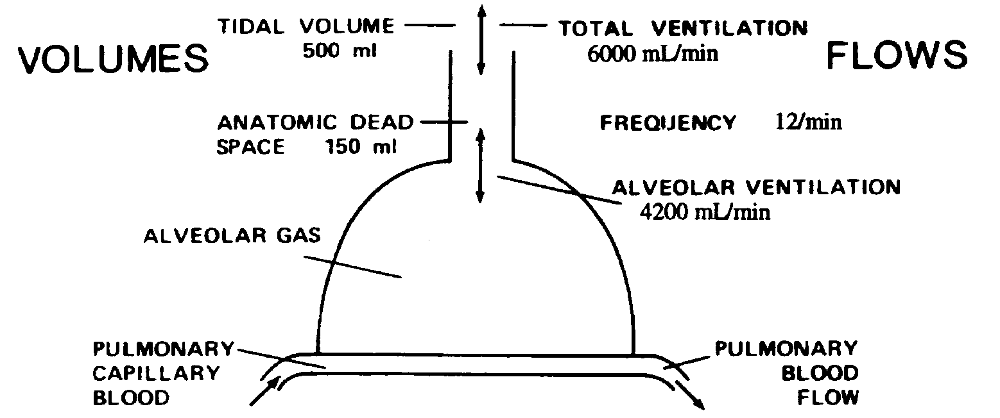 TIDAL VOLUME
500 ml
TOTAL VENTILATION
6000 mL/min
VOLUMES
FLOWS
ANATOMIC DEAD
SPACE 150 ml
FREQUENCY 12/min
ALVEOLAR VENTILATION
4200 mL/min
ALVEOLAR GAS
PULMONARY
CAPILLARY
BLOOD
PULMONARY
BLOOD
FLOW